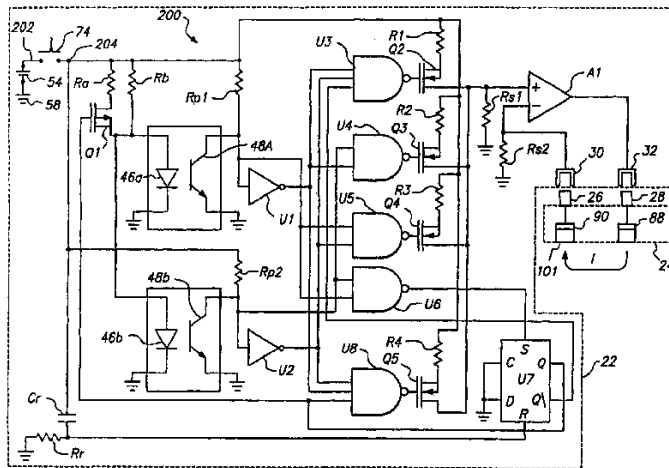 202
74
204
200
54
58
Ra
Rb
Rp1
Q1
46a
48A
U1
U3
R1
Q2
U4
R2
Q3
U5
R3
Q4
U6
Rs1
A1
Rs2
30
32
26
28
90
88
101
i
24
Rp2
48b
46b
U2
U8
R4
Q5
S
C
Q
U7
D
Q\
R
22
Cr
Rr